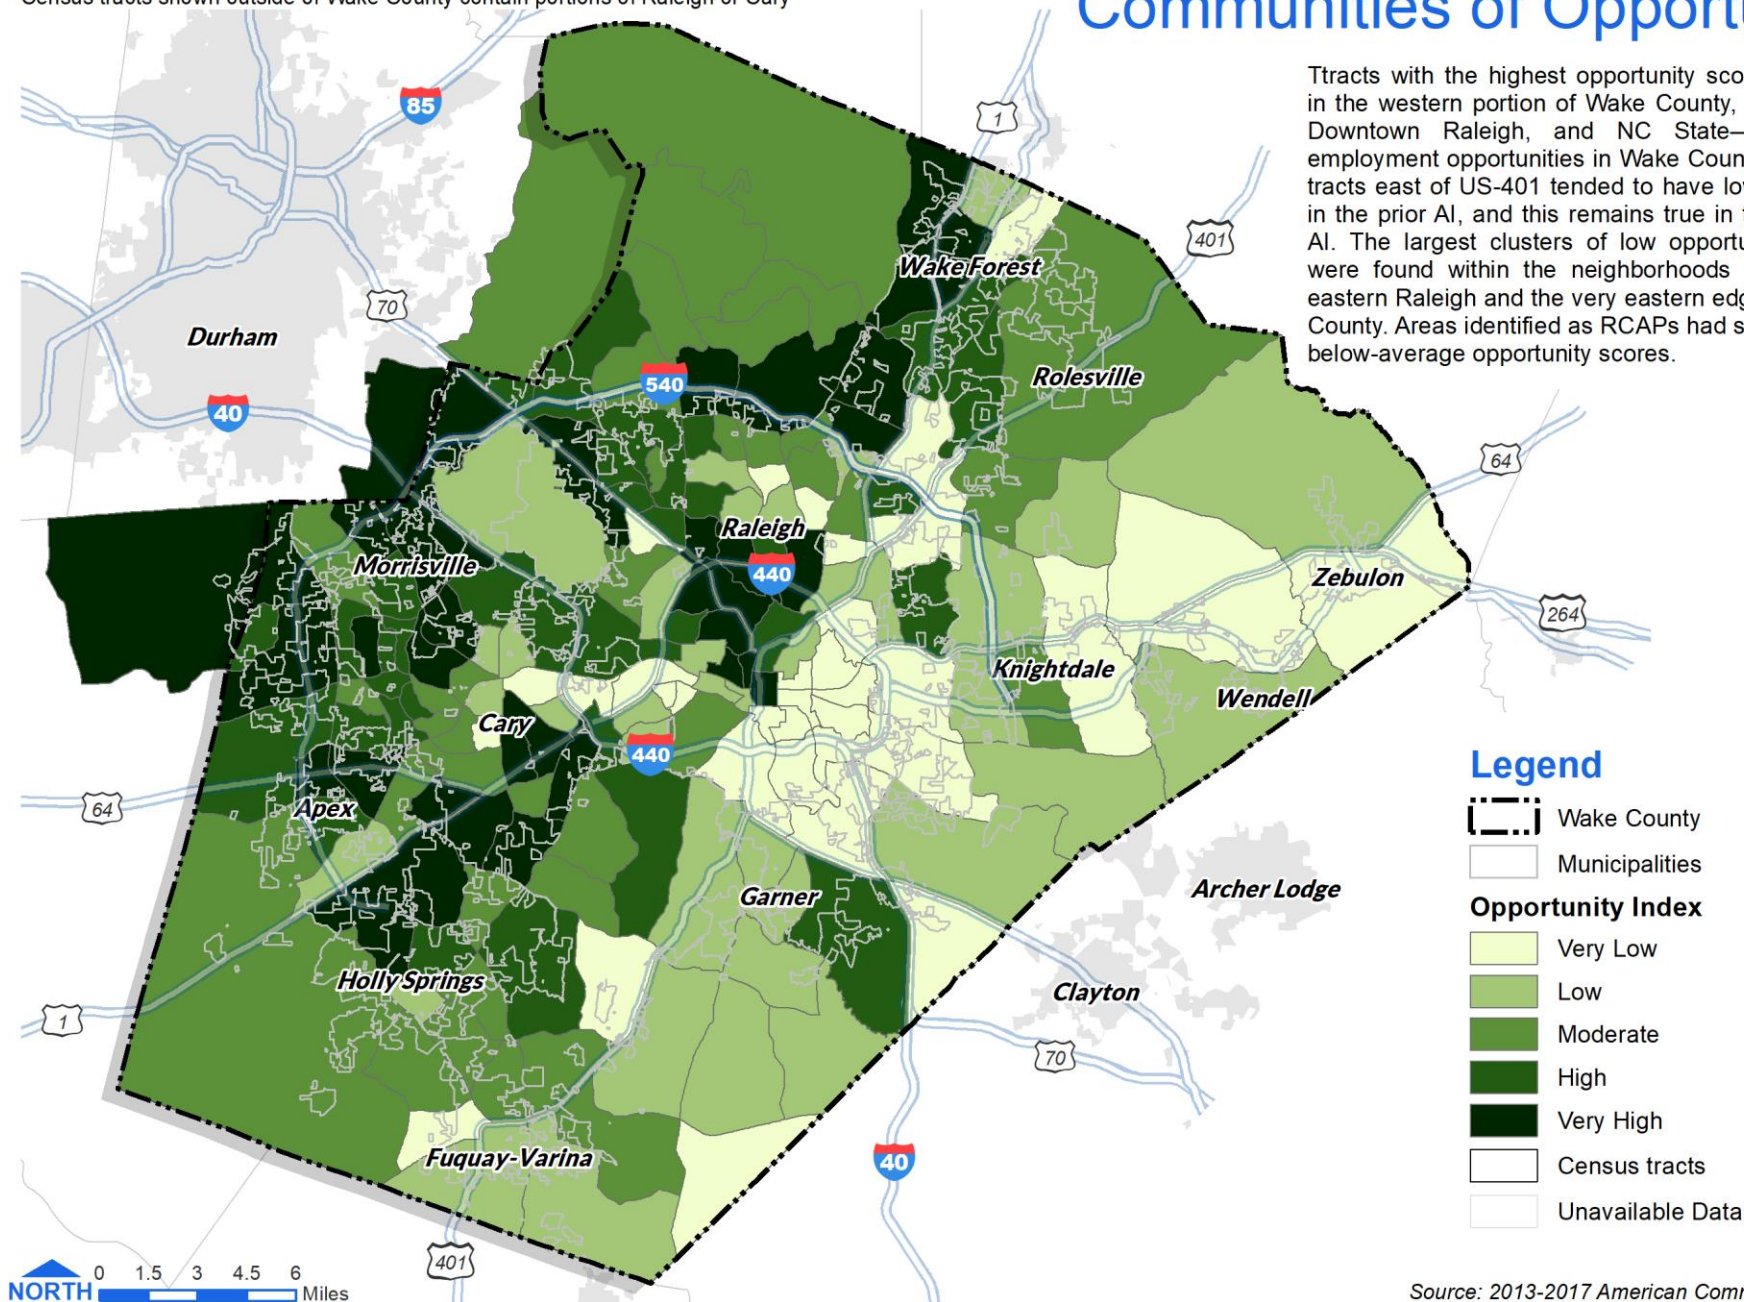 Census tracts shown outside of Wake County contain portions of Raleigh or Cary
Communities of Opportu
Ttracts with the highest opportunity sco
in the western portion of Wake County,
Downtown Raleigh, and NC State—
employment opportunities in Wake Coun
tracts east of US-401 tended to have lov
in the prior AI, and this remains true in t
AI. The largest clusters of low opportu
were found within the neighborhoods
eastern Raleigh and the very eastern edg
County. Areas identified as RCAPs had s
below-average opportunity scores.
85
1
401
Wake Forest
70
Durham
540
Rolesville
40
64
Raleigh
Morrisville
440
Zebulon
264
Knightdale
Wendell
Cary
440
64
Apex
Garner
Archer Lodge
Holly Springs
Clayton
1
70
Fuquay-Varina
40
401
Legend
Wake County
Municipalities
Opportunity Index
Very Low
Low
Moderate
High
Very High
Census tracts
Unavailable Data
NORTH
0 1.5 3 4.5 6
Miles
Source: 2013-2017 American Comm